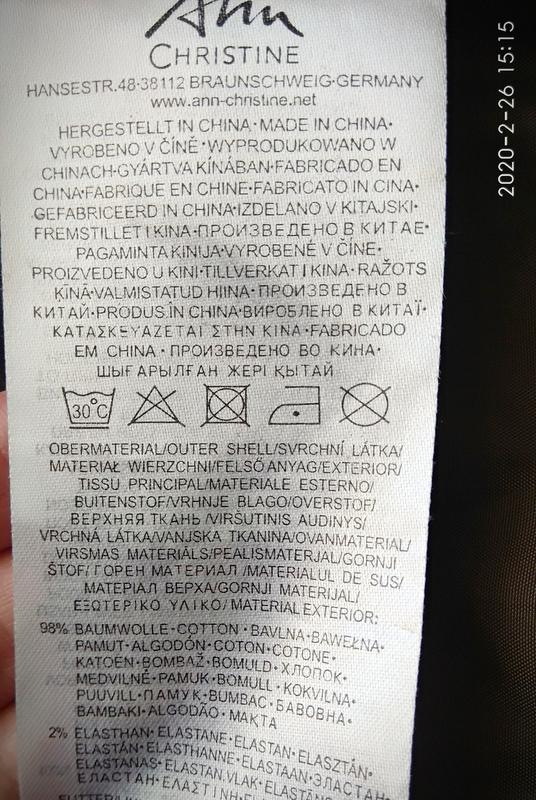 Ann
CHRISTINE
HANSESTR.48·38112 BRAUNSCHWEIG·GERMANY
www.ann-christine.net
HERGESTELLT IN CHINA·MADE IN CHINA·
VYROBENO V ČÍNĚ·WYPRODUKOWANO W
CHINACH·GYÁRTVA KÍNÁBAN·FABRICADO EN
CHINA·FABRIQUE EN CHINE·FABRICATO IN CINA·
GEFABRICEERD IN CHINA·IZDELANO V KITAJSKI·
FREMSTILLET I KINA·ПРОИЗВЕДЕНО В КИТАЕ·
PAGAMINTA KINIJA·VYROBENÉ V ČÍNE·
PROIZVEDENO U KINI·TILLVERKAT I KINA·RAŽOTS
ĶĪNĀ·VALMISTATUD HIINA·ПРОИЗВЕДЕНО В
КИТАЙ·PRODUS ÎN CHINA·ВИРОБЛЕНО В КИТАЇ·
ΚΑΤΑΣΚΕΥΑΖΕΤΑΙ ΣΤΗΝ ΚΙΝΑ·FABRICADO
EM CHINA·ПРОИЗВЕДЕНО ВО КИНА·
ШЫҒАРЫЛҒАН ЖЕРІ ҚЫТАЙ
30°C
OBERMATERIAL/OUTER SHELL/SVRCHNÍ LÁTKA/
MATERIAŁ WIERZCHNI/FELSŐ ANYAG/EXTERIOR/
TISSU PRINCIPAL/MATERIALE ESTERNO/
BUITENSTOF/VRHNJE BLAGO/OVERSTOF/
ВЕРХНЯЯ ТКАНЬ/VIRŠUTINIS AUDINYS/
VRCHNÁ LÁTKA/VANJSKA TKANINA/OVANMATERIAL/
VIRSMAS MATERIĀLS/PEALISMATERJAL/GORNJI
ŠTOF/ГОРЕН МАТЕРИАЛ/MATERIALUL DE SUS/
МАТЕРІАЛ ВЕРХА/GORNJI MATERIJAL/
ΕΞΩΤΕΡΙΚΟ ΥΛΙΚΟ/MATERIAL EXTERIOR:
98% BAUMWOLLE·COTTON·BAVLNA·BAWEŁNA·
PAMUT·ALGODÓN·COTON·COTONE·
KATOEN·BOMBAŽ·BOMULD·ХЛОПОК·
MEDVILNĖ·PAMUK·BOMULL·KOKVILNA·
PUUVILL·ПАМУК·BUMBAC·БАВОВНА·
BAMBAKI·ALGODÃO·МАҚТА
2% ELASTHAN·ELASTANE·ELASTAN·ELASZTÁN·
ELASTÁN·ELASTHANNE·ELASTAAN·ЭЛАСТАН·
ELASTANAS·ELASTAN.VLAK·ELASTĀNS
ЕЛАСТАН·ΕΛΑΣΤΙΝΗ·
2020-2-26 15:15